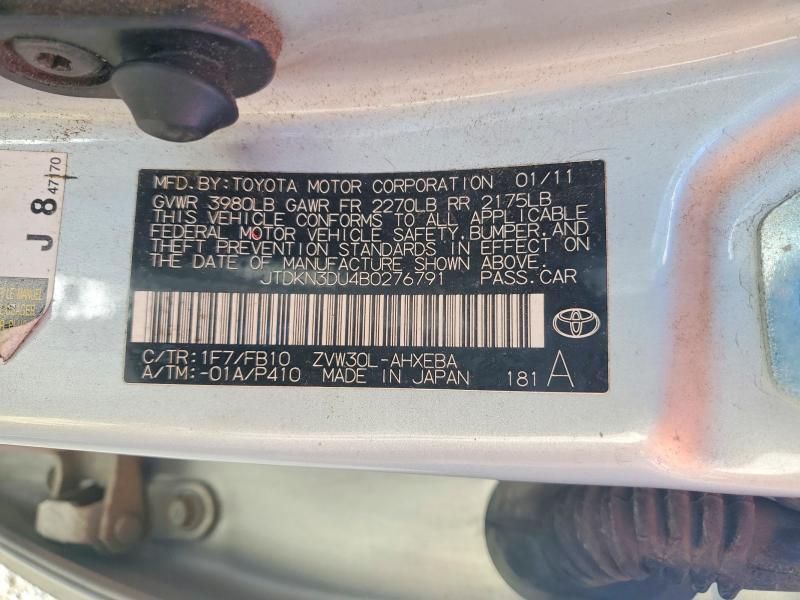 MFD. BY: TOYOTA MOTOR CORPORATION 01/11
GVWR 3980LB GAWR FR 2270LB RR 2175LB
THIS VEHICLE CONFORMS TO ALL APPLICABLE
FEDERAL MOTOR VEHICLE SAFETY, BUMPER, AND
THEFT PREVENTION STANDARDS IN EFFECT ON
THE DATE OF MANUFACTURE SHOWN ABOVE.
JTDKN3DU4B0276791 PASS. CAR
C/TR: 1F7/FB10 ZVW30L-AHXEBA
A/TM: -01A/P410 MADE IN JAPAN 181 A
J 8 47170